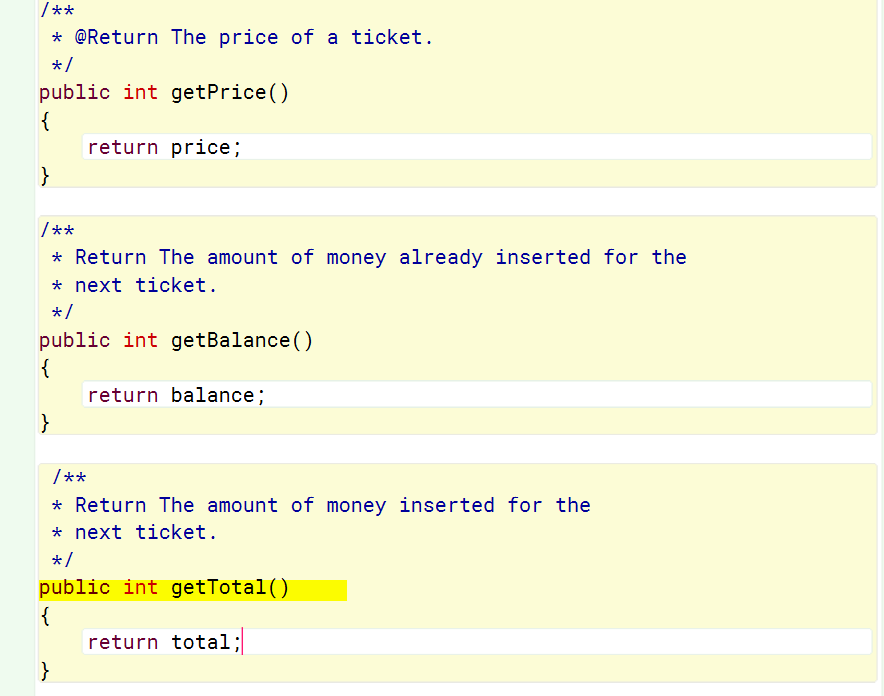 /**
* @Return The price of a ticket.
*/
public int getPrice()
{
return price;
}
/**
* Return The amount of money already inserted for the
* next ticket.
*/
public int getBalance()
{
return balance;
}
/**
* Return The amount of money inserted for the
* next ticket.
*/
public int getTotal()
{
return total;
}